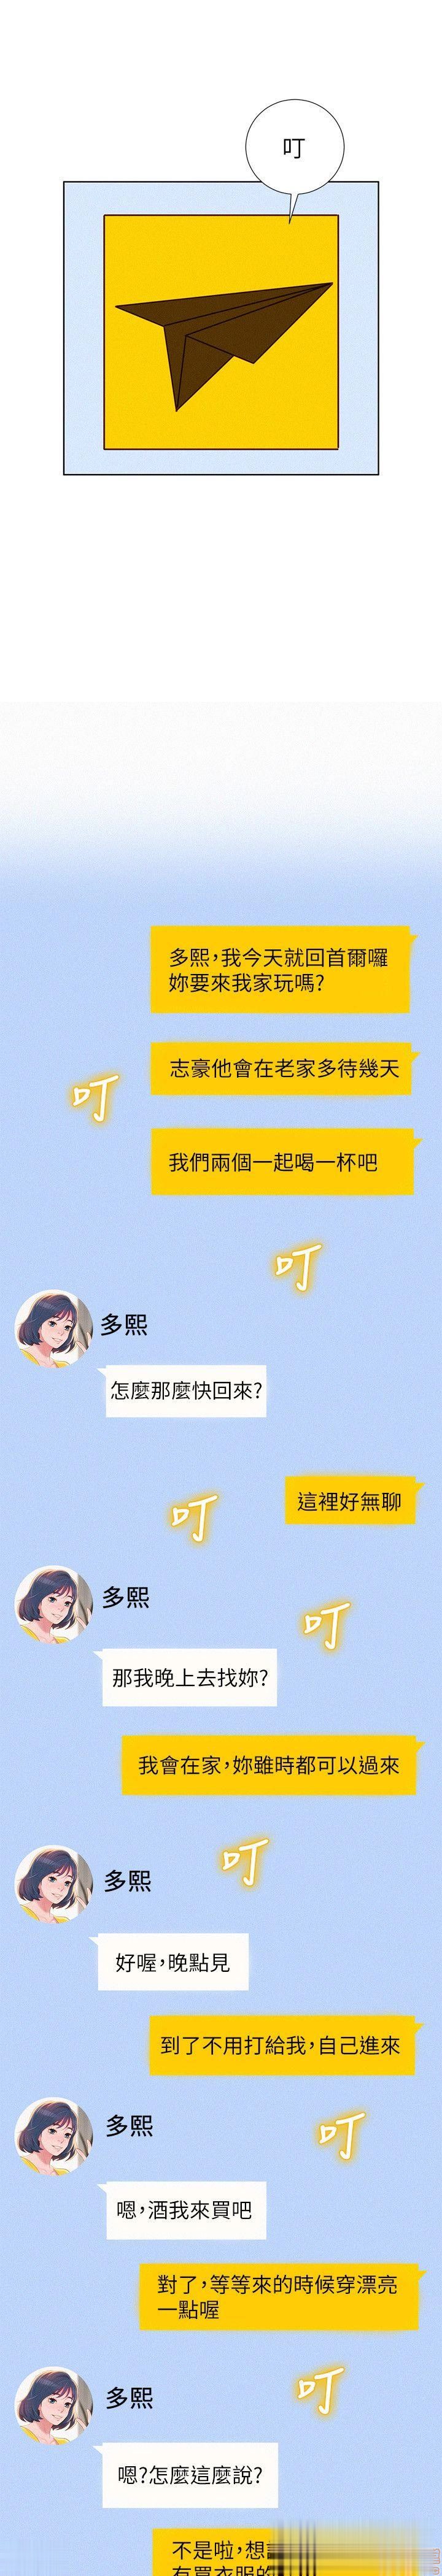 叮
多熙,我今天就回首爾囉
妳要來我家玩嗎?
志豪他會在老家多待幾天
叮
我們兩個一起喝一杯吧
叮
多熙
怎麼那麼快回來?
這裡好無聊
叮
多熙
叮
那我晚上去找妳?
我會在家,妳雖時都可以過來
叮
多熙
好喔,晚點見
到了不用打給我,自己進來
多熙
叮
嗯,酒我來買吧
對了,等等來的時候穿漂亮
一點喔
多熙
叮
嗯?怎麼這麼說?
不是啦,想
有買衣服的